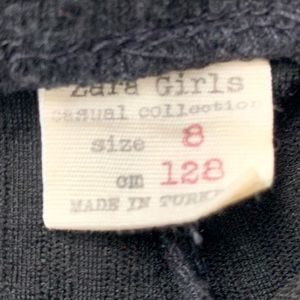 Zara Girls
casual collection
size 8
cm 128
MADE IN TURKEY